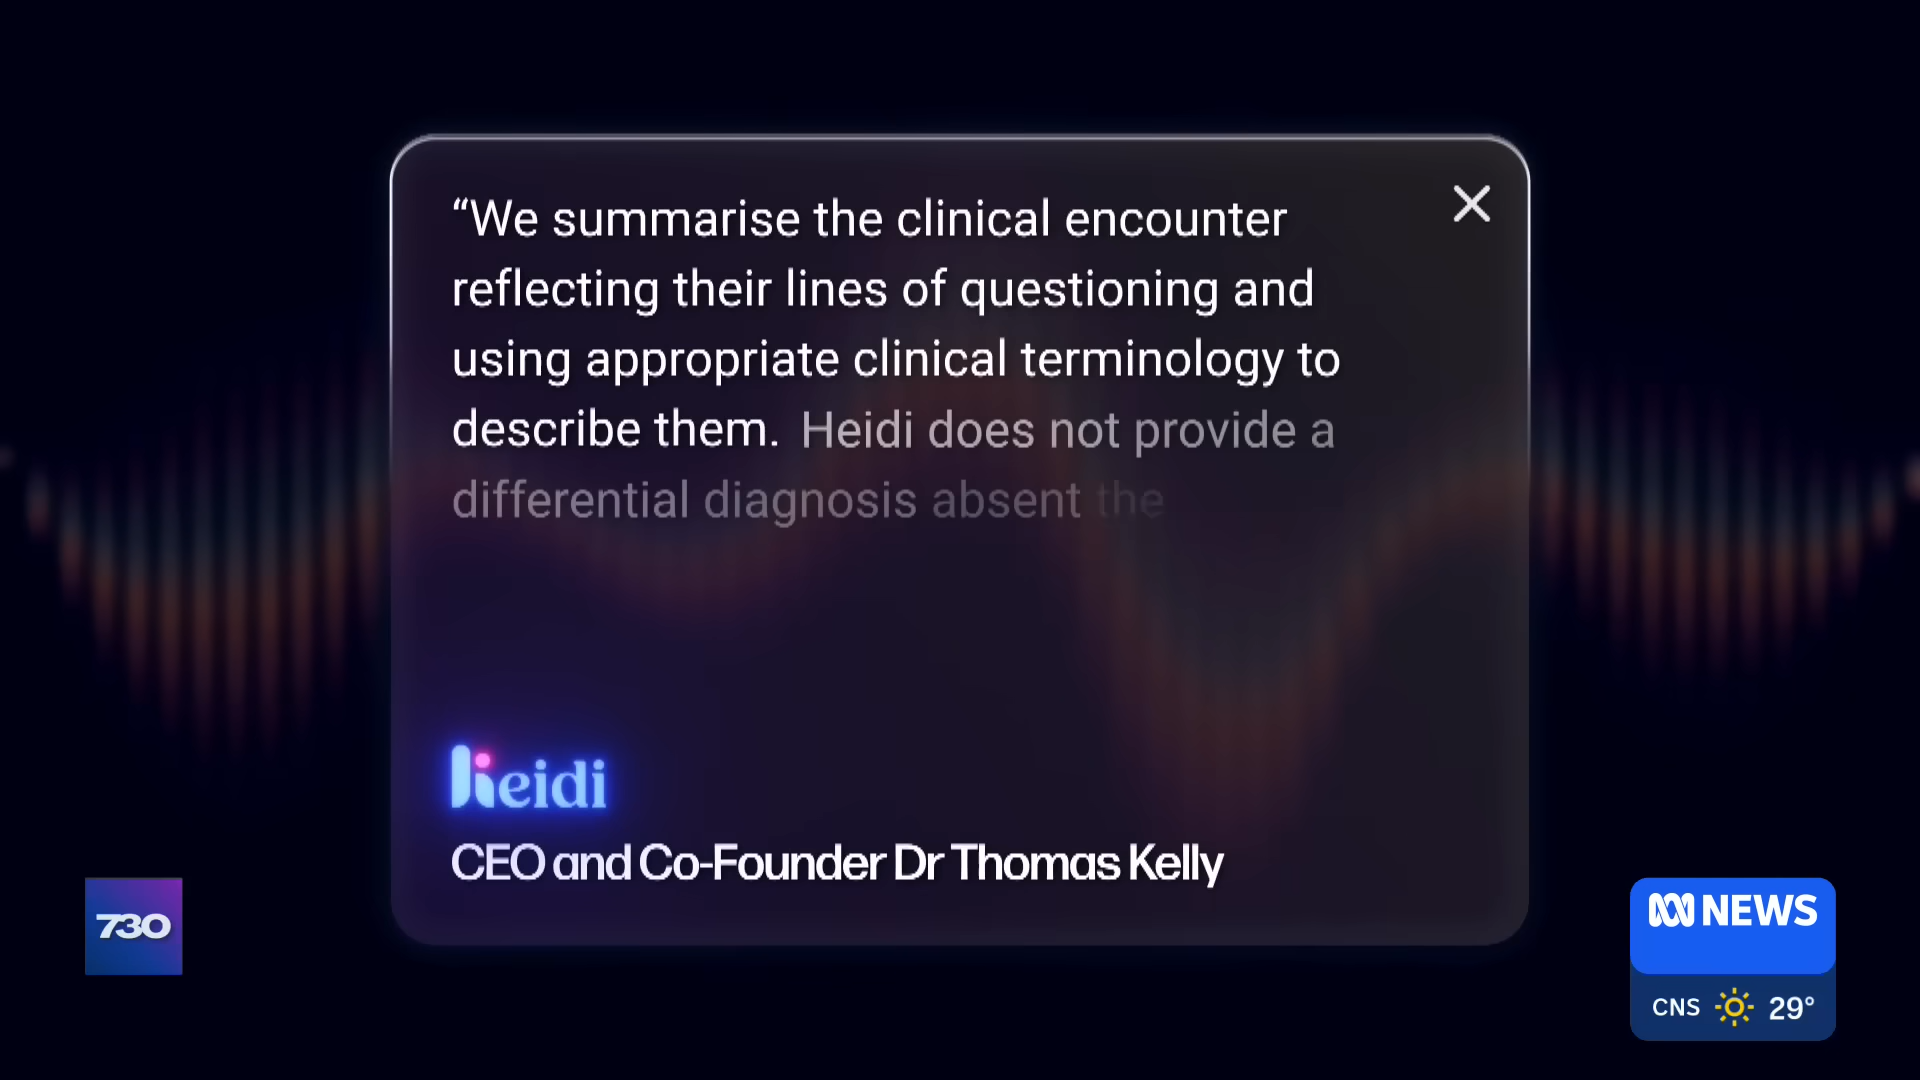 “We summarise the clinical encounter
reflecting their lines of questioning and
using appropriate clinical terminology to
describe them. Heidi does not provide a
differential diagnosis absent the
heidi
CEO and Co-Founder Dr Thomas Kelly
730
NEWS
CNS 29°